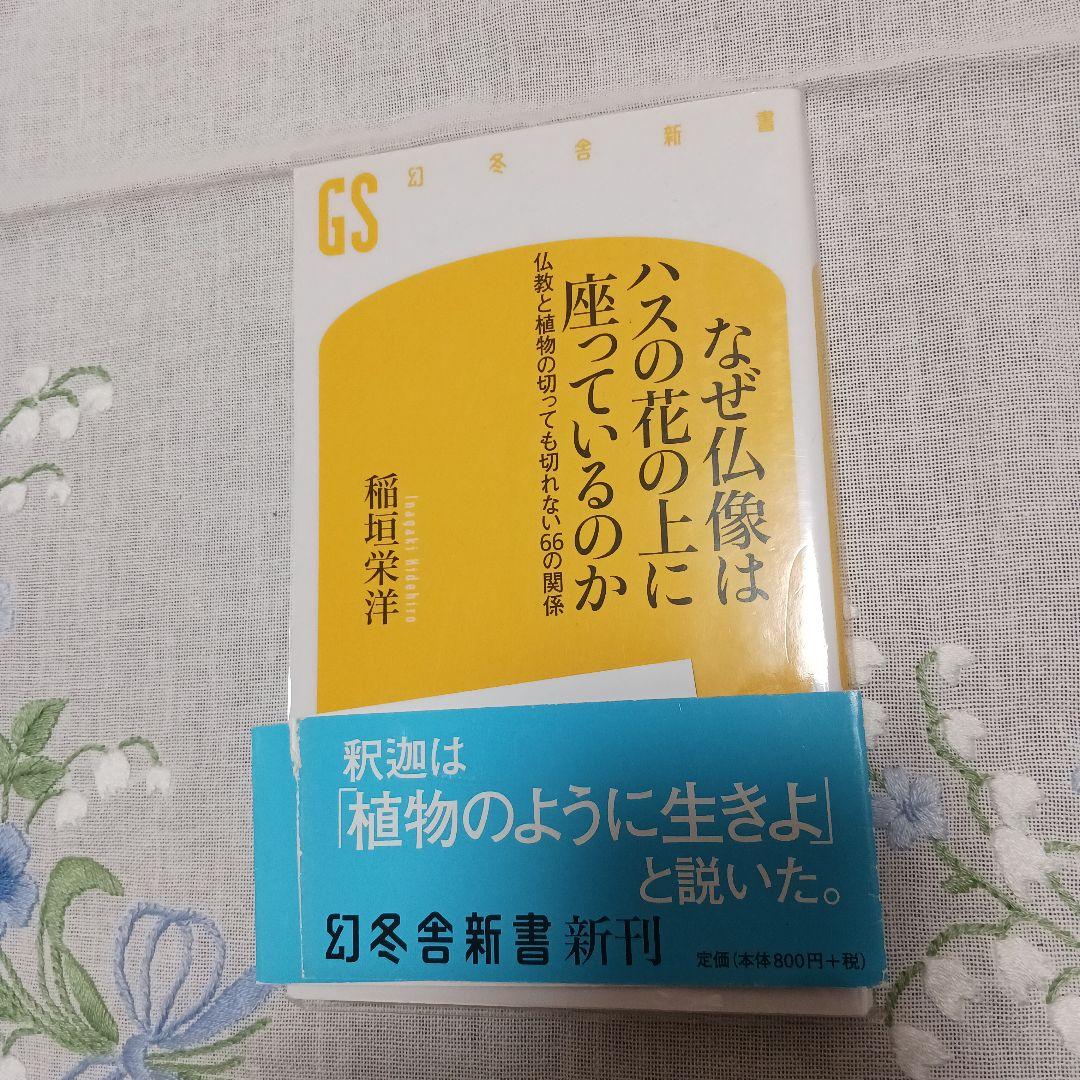 幻冬舎新書
GS
なぜ仏像は
ハスの花の上に
座っているのか
仏教と植物の切っても切れない66の関係
稲垣栄洋
Inagaki Hidehiro
釈迦は
「植物のように生きよ」
と説いた。
幻冬舎新書 新刊
定価(本体800円+税)